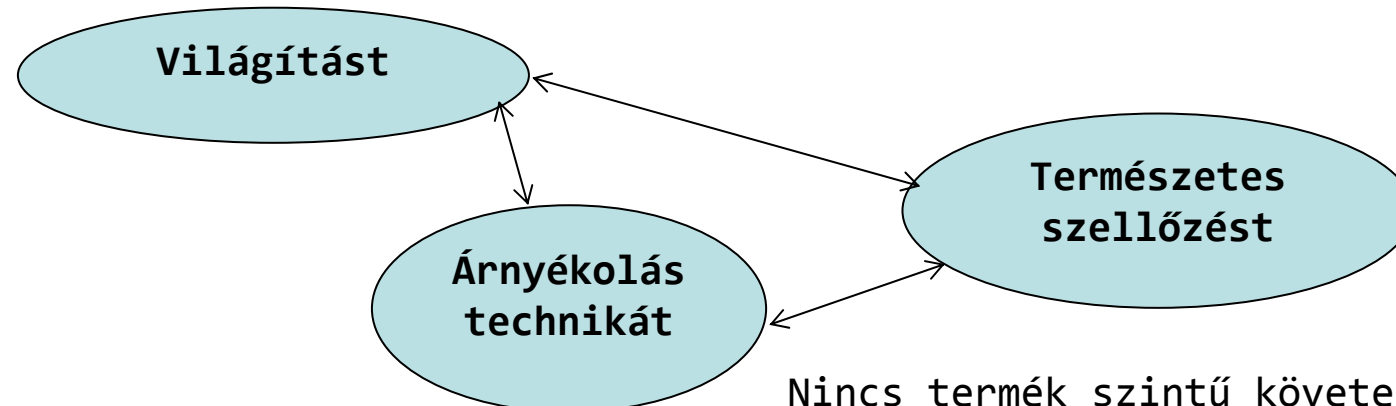 Világítást
Természetes
szellőzést
Árnyékolás
technikát
Nincs termék szintű követe